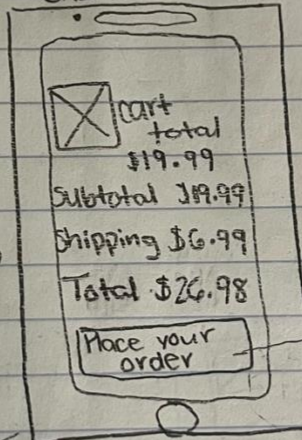 cart
total
$19.99
Subtotal $19.99
Shipping $6.99
Total $26.98
Place your
order